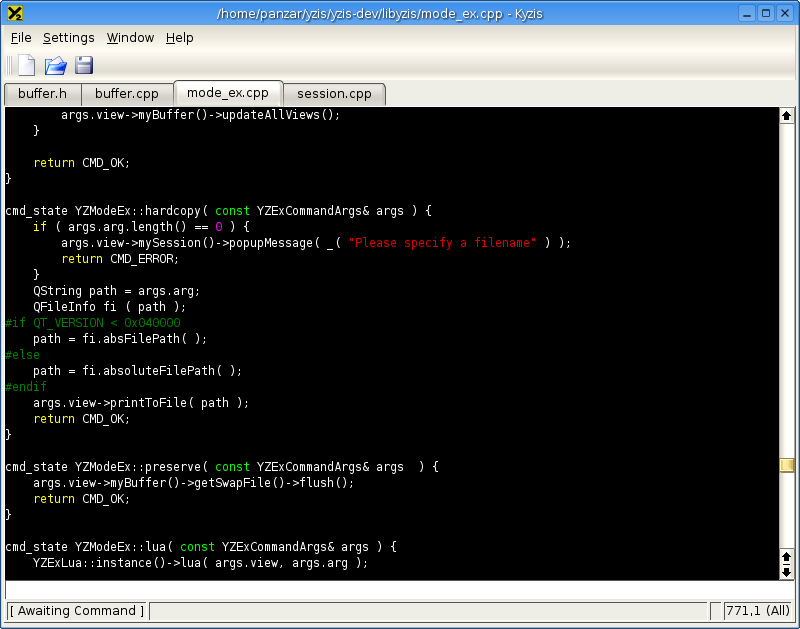 /home/panzar/yzis/yzis-dev/libyzis/mode_ex.cpp - Kyzis
File Settings Window Help
buffer.h buffer.cpp mode_ex.cpp session.cpp
        args.view->myBuffer()->updateAllViews();
    }

    return CMD_OK;
}

cmd_state YZModeEx::hardcopy( const YZExCommandArgs& args ) {
    if ( args.arg.length() == 0 ) {
        args.view->mySession()->popupMessage( _( "Please specify a filename" ) );
        return CMD_ERROR;
    }
    QString path = args.arg;
    QFileInfo fi ( path );
#if QT_VERSION < 0x040000
    path = fi.absFilePath( );
#else
    path = fi.absoluteFilePath( );
#endif
    args.view->printToFile( path );
    return CMD_OK;
}

cmd_state YZModeEx::preserve( const YZExCommandArgs& args  ) {
    args.view->myBuffer()->getSwapFile()->flush();
    return CMD_OK;
}

cmd_state YZModeEx::lua( const YZExCommandArgs& args ) {
    YZExLua::instance()->lua( args.view, args.arg );
[ Awaiting Command ] 771,1 (All)